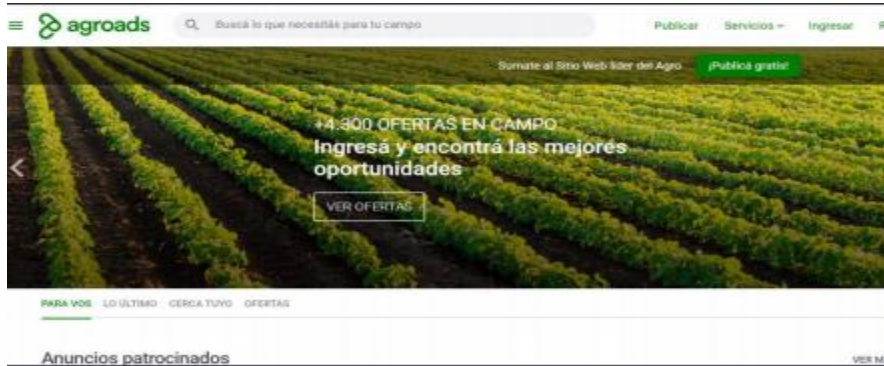 agroads
Buscá lo que necesitás para tu campo
Publicar Servicios Ingresar R
Sumate al Sitio Web líder del Agro ¡Publicá gratis!
+4.300 OFERTAS EN CAMPO
Ingresá y encontrá las mejores
oportunidades
VER OFERTAS
PARA VOS LO ÚLTIMO CERCA TUYO OFERTAS
Anuncios patrocinados VER M